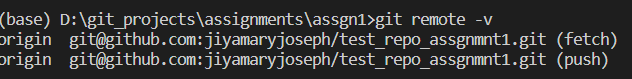 (base) D:\git_projects\assignments\assgn1>git remote -v
origin  git@github.com:jiyamaryjoseph/test_repo_assgnmnt1.git (fetch)
origin  git@github.com:jiyamaryjoseph/test_repo_assgnmnt1.git (push)